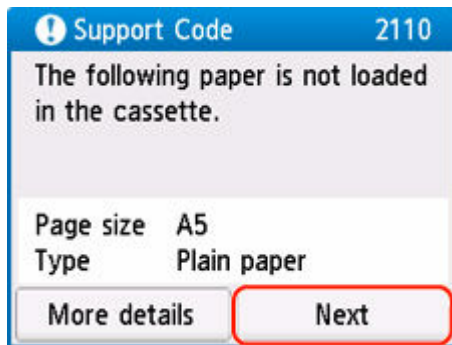 Support Code 2110
The following paper is not loaded
in the cassette.
Page size A5
Type Plain paper
More details Next